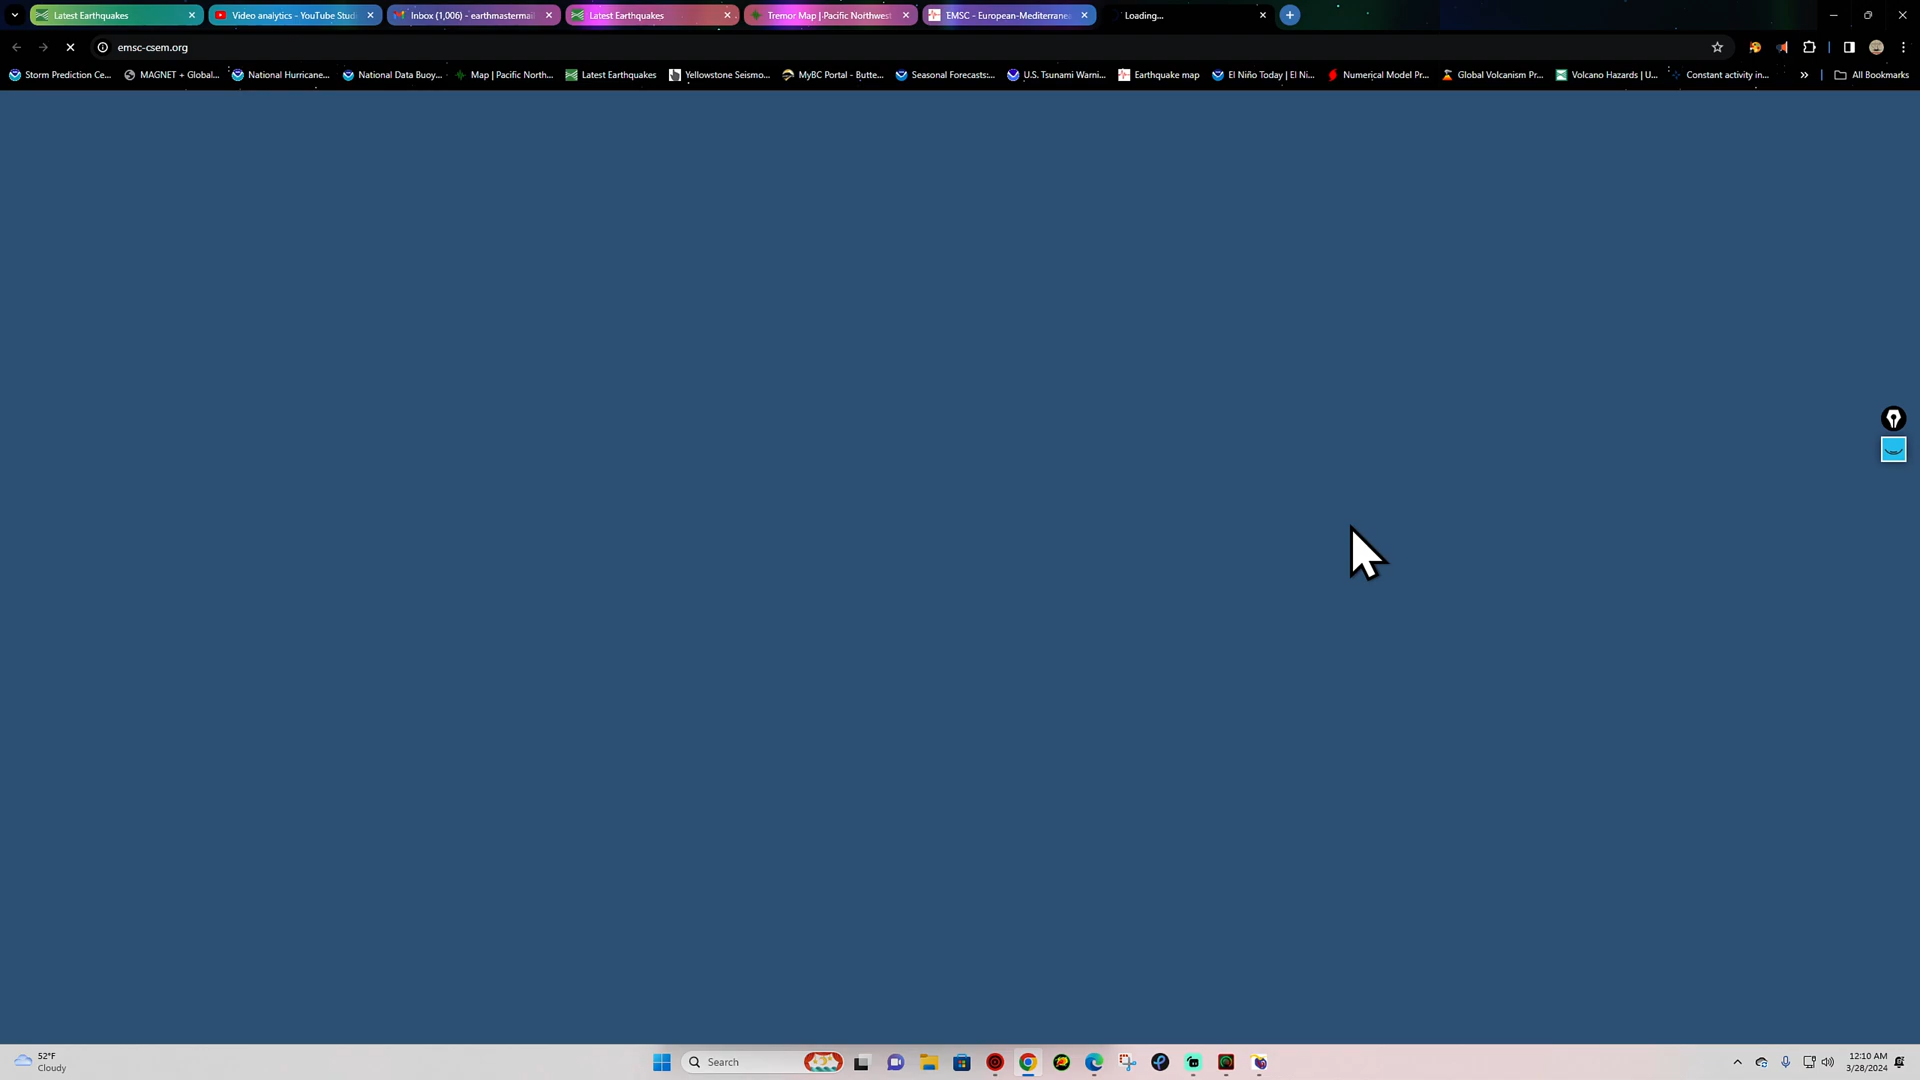 Latest Earthquakes
Video analytics - YouTube Studi
Inbox (1,006) - earthmastermail
Latest Earthquakes
Tremor Map | Pacific Northwest
EMSC - European-Mediterranea
Loading...
emsc-csem.org
Storm Prediction Ce...
MAGNET + Global...
National Hurricane...
National Data Buoy...
Map | Pacific North...
Latest Earthquakes
Yellowstone Seismo...
MyBC Portal - Butte...
Seasonal Forecasts:...
U.S. Tsunami Warni...
Earthquake map
El Niño Today | El Ni...
Numerical Model Pr...
Global Volcanism Pr...
Volcano Hazards | U...
Constant activity in...
All Bookmarks
52°F
Cloudy
Search
12:10 AM
3/28/2024